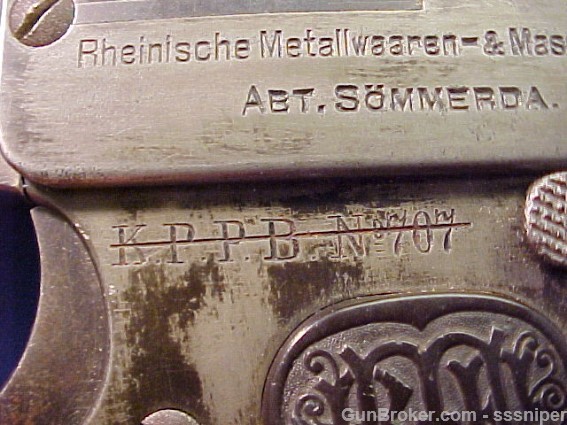 Rheinische Metallwaaren-& Mas
ABT. SÖMMERDA.
K.P.P.B. № 707
GunBroker.com - sssniper